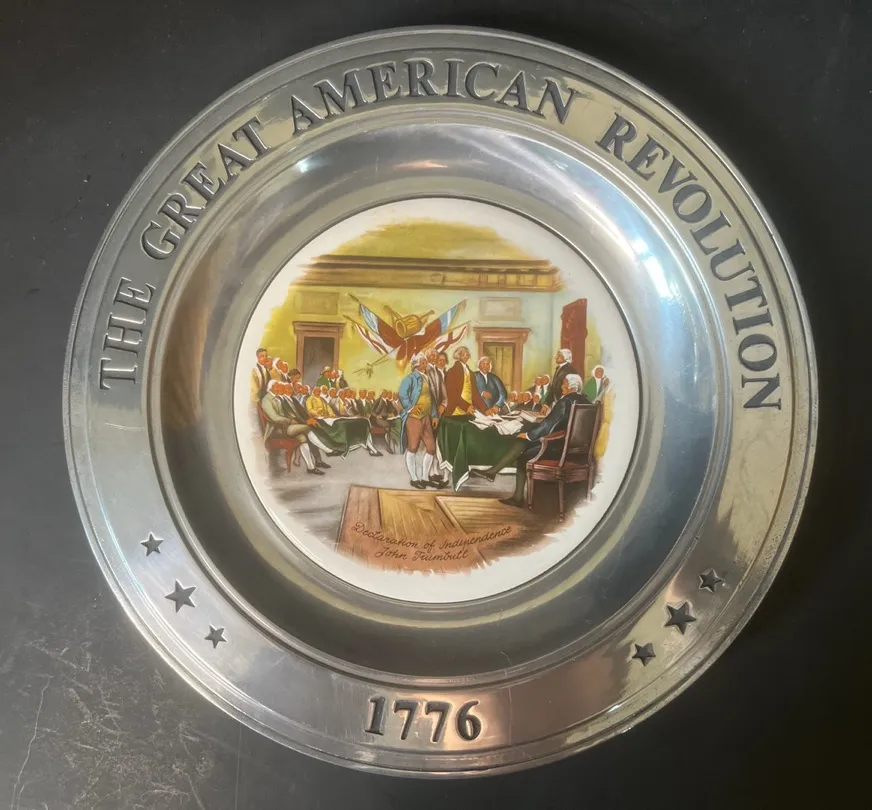 THE GREAT AMERICAN REVOLUTION
Declaration of Independence
John Trumbull
1776